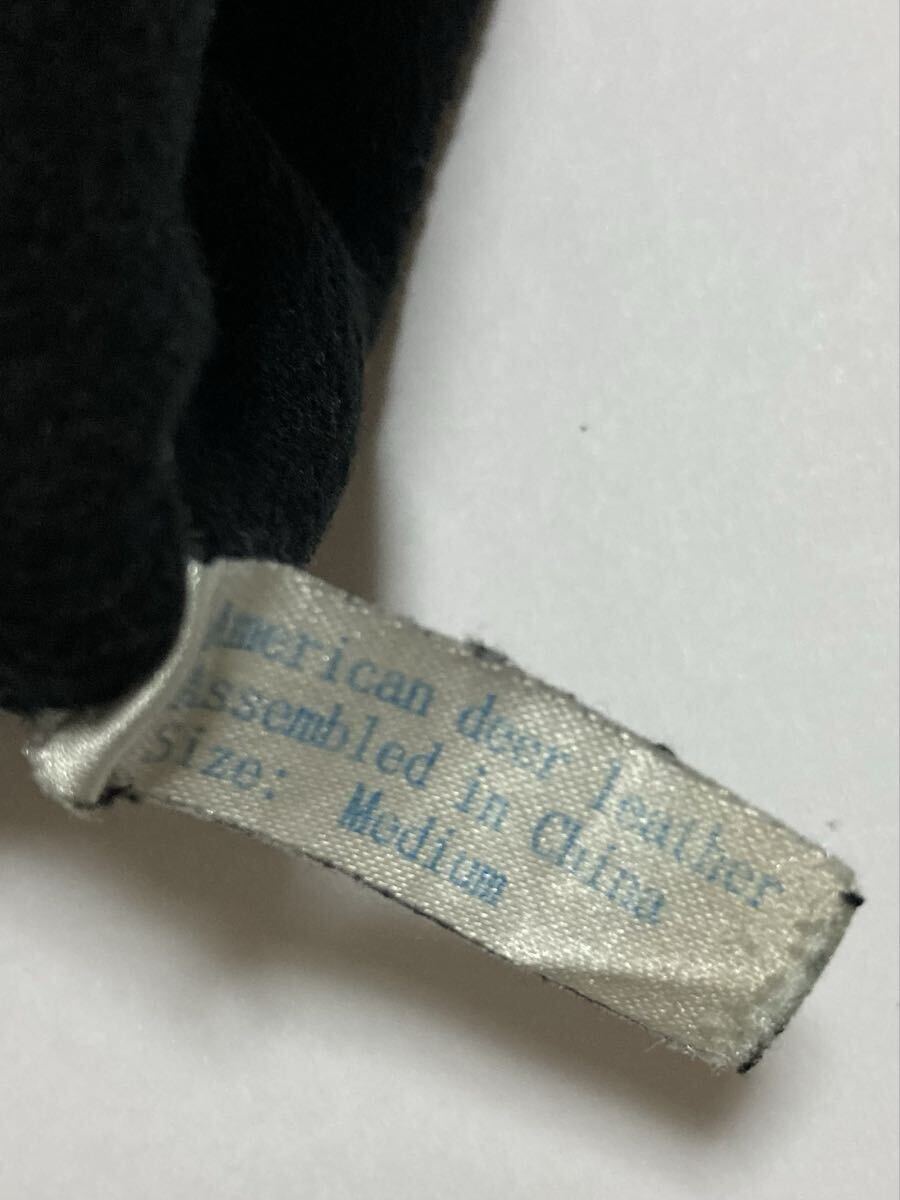 American deer leather
Assembled in China
Size: Medium